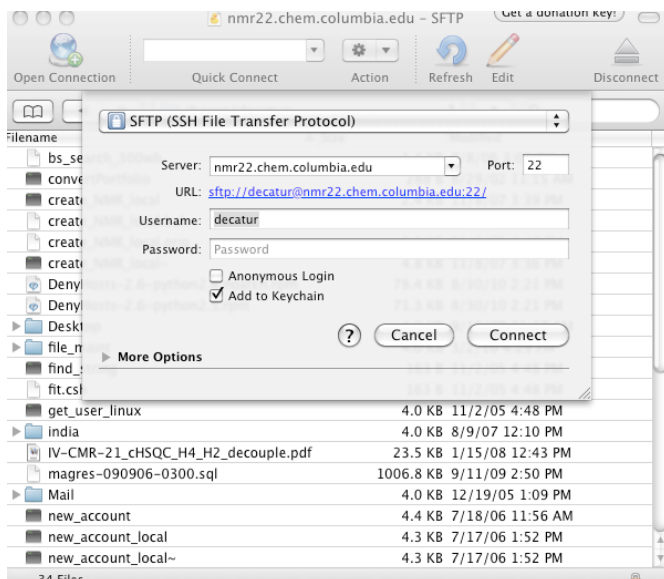 nmr22.chem.columbia.edu – SFTP
Get a donation key!
Open Connection Quick Connect Action Refresh Edit Disconnect
SFTP (SSH File Transfer Protocol)
Filename
Server: nmr22.chem.columbia.edu Port: 22
URL: sftp://decatur@nmr22.chem.columbia.edu:22/
Username: decatur
Password: Password
Anonymous Login
Add to Keychain
? Cancel Connect
More Options
bs_se
conve
create
creat
creat
create
Deny
Deny
Deskt
file_m
find_s
fit.csh
get_user_linux 4.0 KB 11/2/05 4:48 PM
india 4.0 KB 8/9/07 12:10 PM
IV-CMR-21_cHSQC_H4_H2_decouple.pdf 23.5 KB 1/15/08 12:43 PM
magres-090906-0300.sql 1006.8 KB 9/11/09 2:50 PM
Mail 4.0 KB 12/19/05 1:09 PM
new_account 4.4 KB 7/18/06 11:56 AM
new_account_local 4.3 KB 7/17/06 1:52 PM
new_account_local~ 4.3 KB 7/17/06 1:52 PM
34 Files